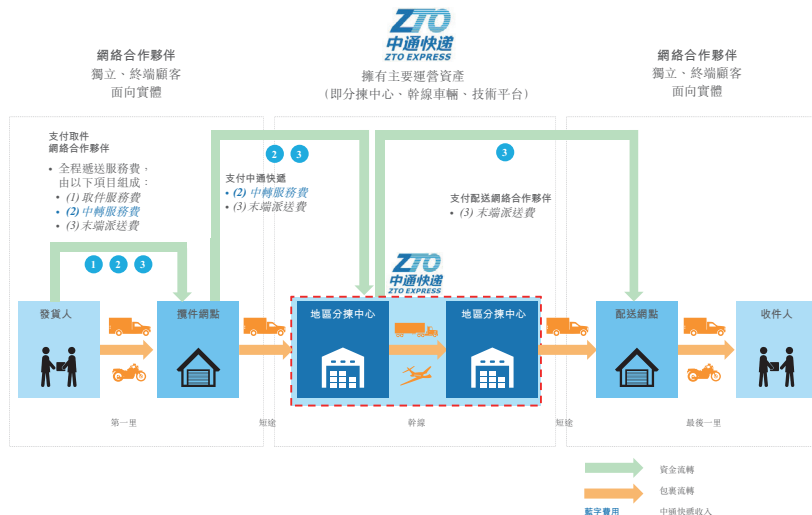 ZTO
中通快递
ZTO EXPRESS
網絡合作夥伴
獨立、終端顧客
面向實體
擁有主要運營資產
(即分揀中心、幹線車輛、技術平台)
網絡合作夥伴
獨立、終端顧客
面向實體
支付取件
網絡合作夥伴
• 全程遞送服務費，
由以下項目組成：
• (1) 取件服務費
• (2) 中轉服務費
• (3) 末端派送費
2 3
支付中通快遞
• (2) 中轉服務費
• (3) 末端派送費
3
支付配送網絡合作夥伴
• (3) 末端派送費
1 2 3
ZTO
中通快递
ZTO EXPRESS
發貨人
攬件網點
地區分揀中心
地區分揀中心
配送網點
收件人
第一里
短途
幹線
短途
最後一里
資金流轉
包裹流轉
藍字費用
中通快遞收入